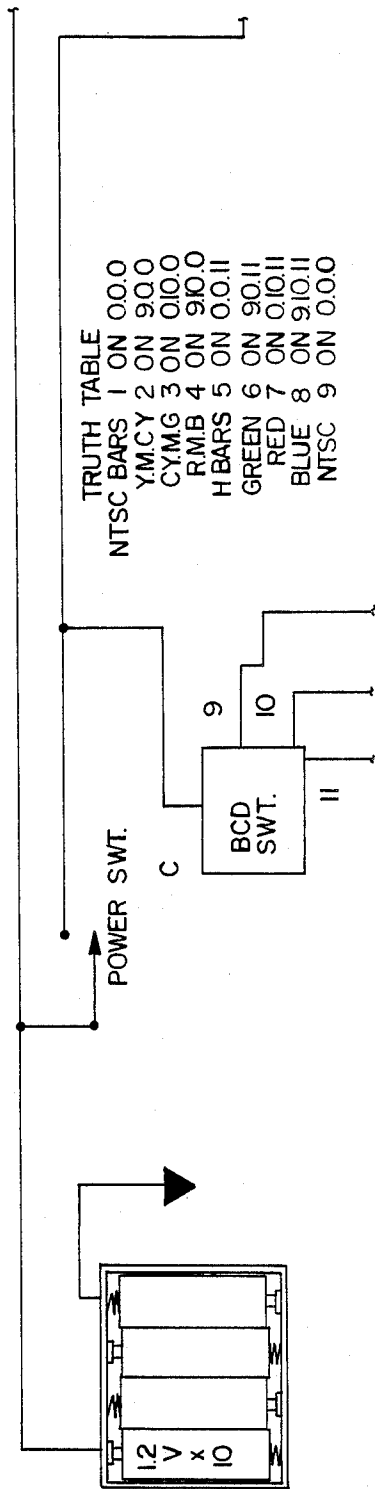 TRUTH TABLE
NTSC BARS 1 ON 0.0.0
Y.M.C Y 2 ON 9.0.0
CY.M.G 3 ON 0.10.0
R.M.B 4 ON 9.10.0
H BARS 5 ON 0.0.11
GREEN 6 ON 9.0.11
RED 7 ON 0.10.11
BLUE 8 ON 9.10.11
NTSC 9 ON 0.0.0
POWER SWT.
C
9
BCD
SWT.
10
11
1.2
V
x
10